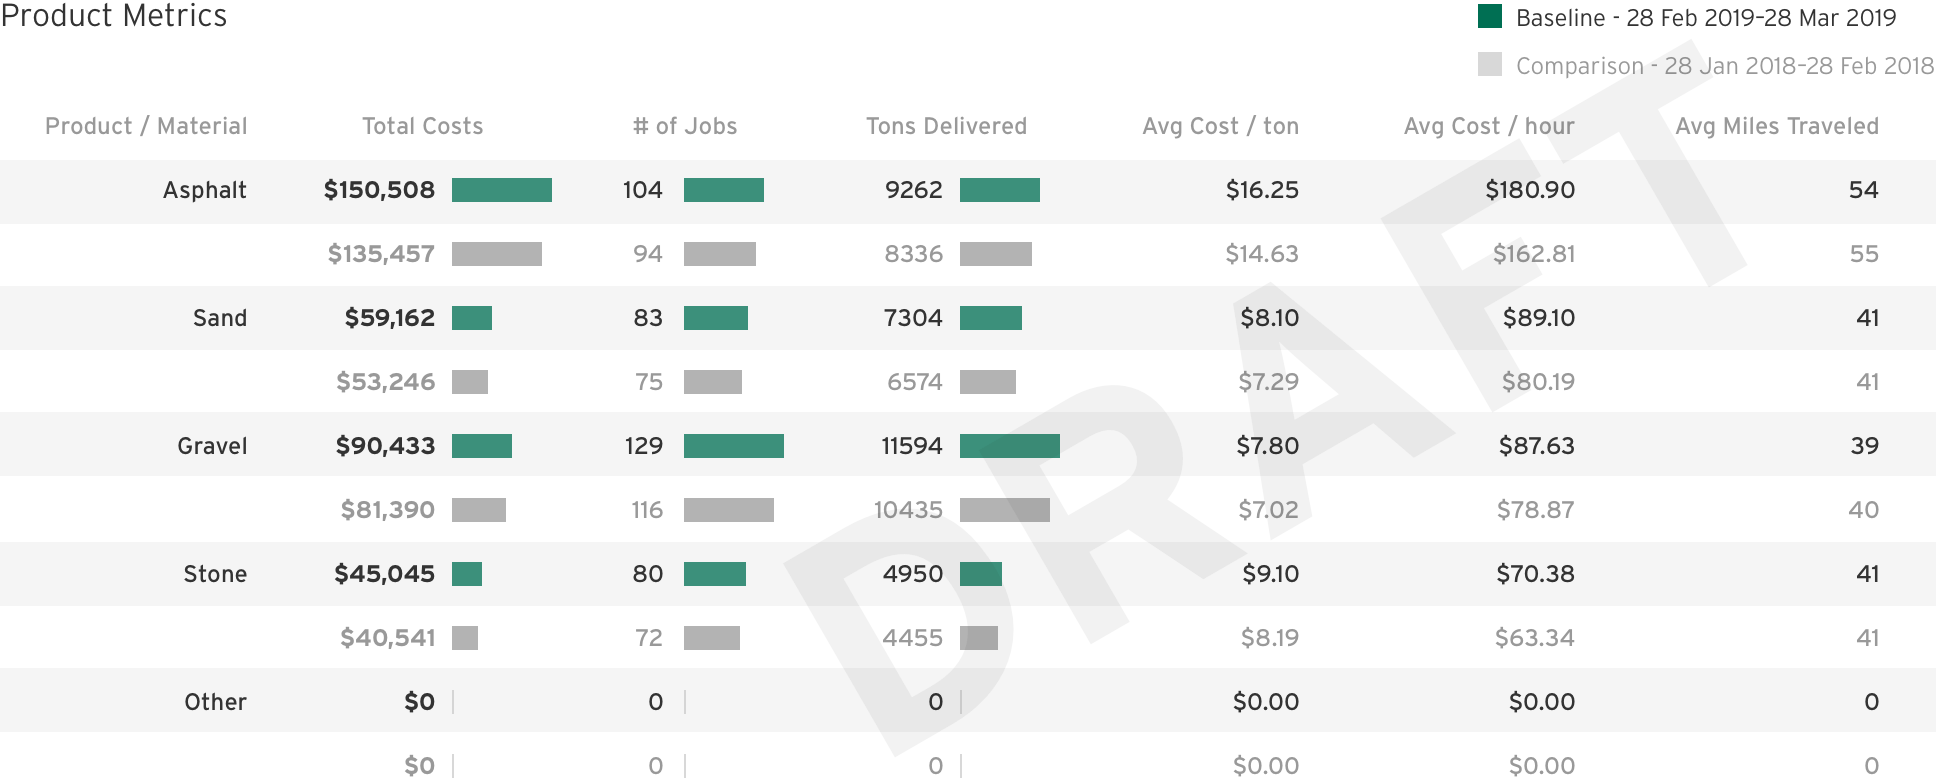 Product Metrics
Baseline - 28 Feb 2019–28 Mar 2019
Comparison - 28 Jan 2018–28 Feb 2018
Product / Material Total Costs # of Jobs Tons Delivered Avg Cost / ton Avg Cost / hour Avg Miles Traveled
Asphalt $150,508 104 9262 $16.25 $180.90 54
$135,457 94 8336 $14.63 $162.81 55
Sand $59,162 83 7304 $8.10 $89.10 41
$53,246 75 6574 $7.29 $80.19 41
Gravel $90,433 129 11594 $7.80 $87.63 39
$81,390 116 10435 $7.02 $78.87 40
Stone $45,045 80 4950 $9.10 $70.38 41
$40,541 72 4455 $8.19 $63.34 41
Other $0 0 0 $0.00 $0.00 0
$0 0 0 $0.00 $0.00 0
DRAFT